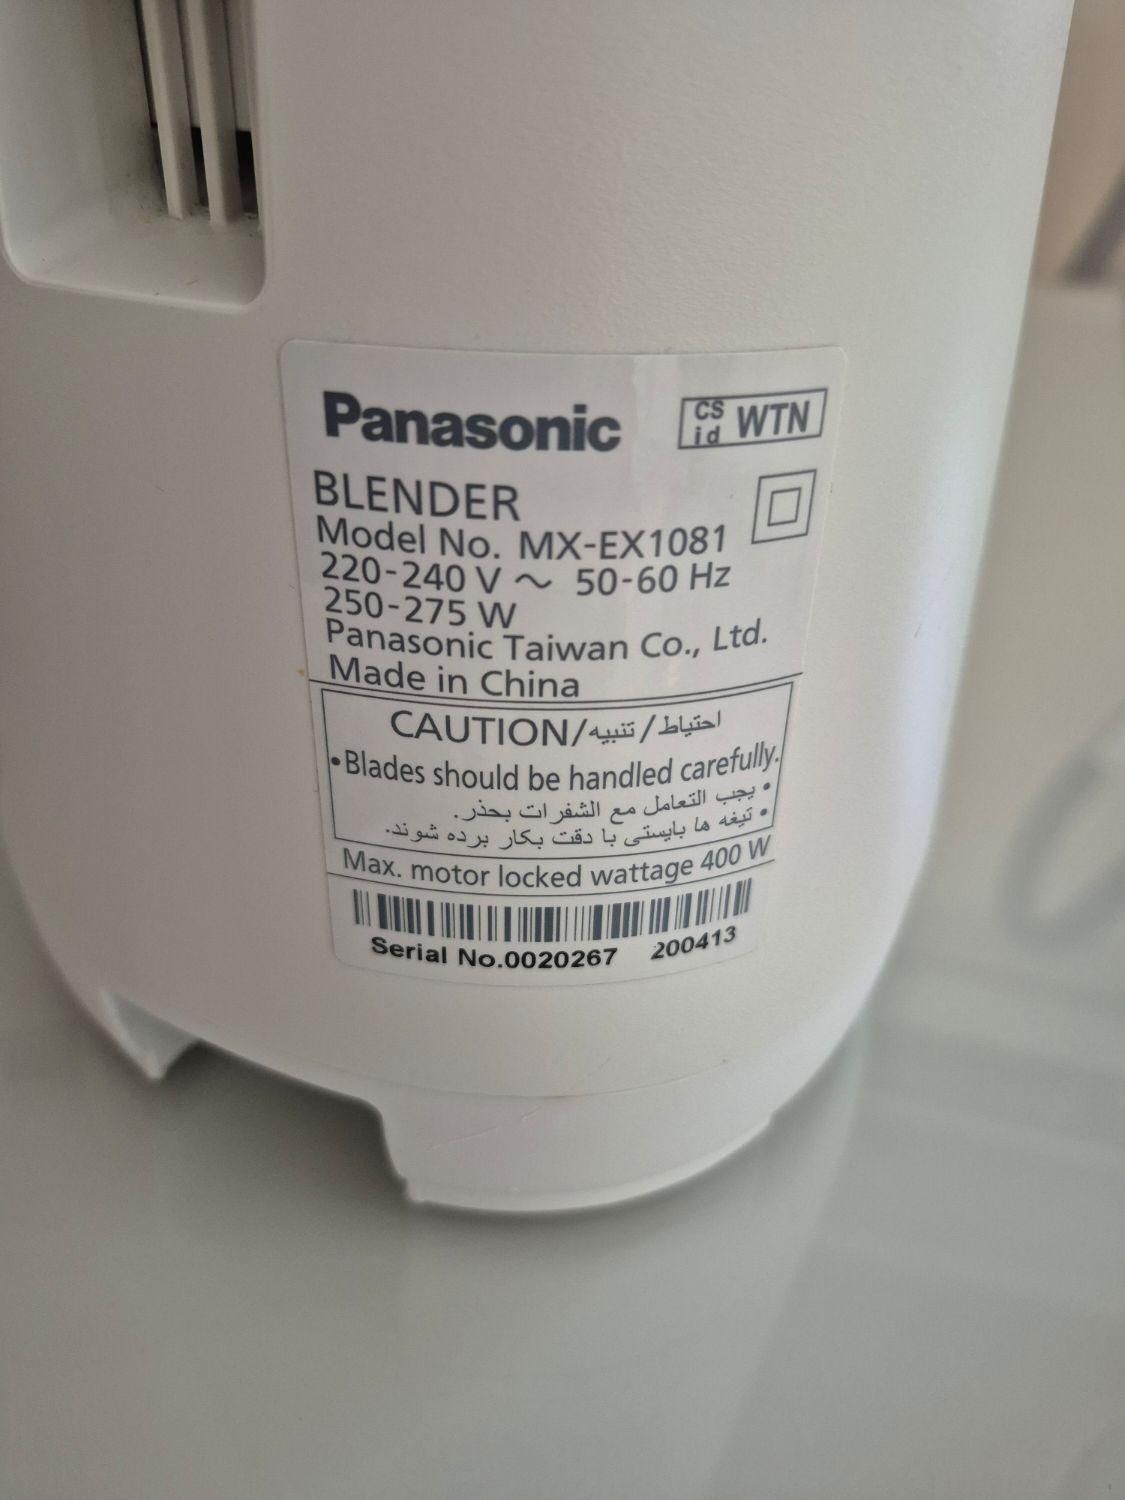 Panasonic
CS
id WTN
BLENDER
Model No. MX-EX1081
220-240 V ~ 50-60 Hz
250-275 W
Panasonic Taiwan Co., Ltd.
Made in China
CAUTION/احتياط / تنبيه
•Blades should be handled carefully.
• يجب التعامل مع الشفرات بحذر.
• تیغه ها بایستی با دقت بکار برده شوند.
Max. motor locked wattage 400 W
Serial No.0020267 200413